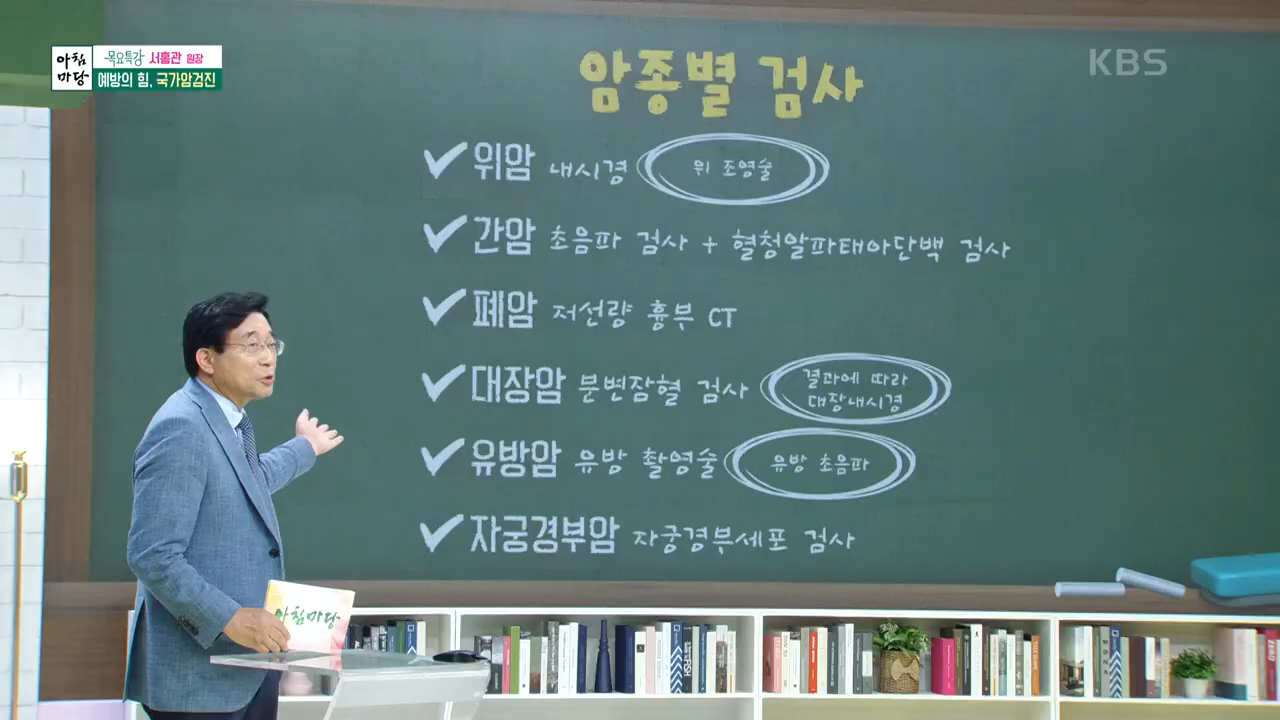 아침
마당
목요특강 서홍관 원장
예방의 힘, 국가암검진
KBS
암종별 검사
✔위암 내시경 위 조영술
✔간암 초음파 검사 + 혈청알파태아단백 검사
✔폐암 저선량 흉부 CT
✔대장암 분변잠혈 검사 결과에 따라
대장내시경
✔유방암 유방 촬영술 유방 초음파
✔자궁경부암 자궁경부세포 검사
아침마당